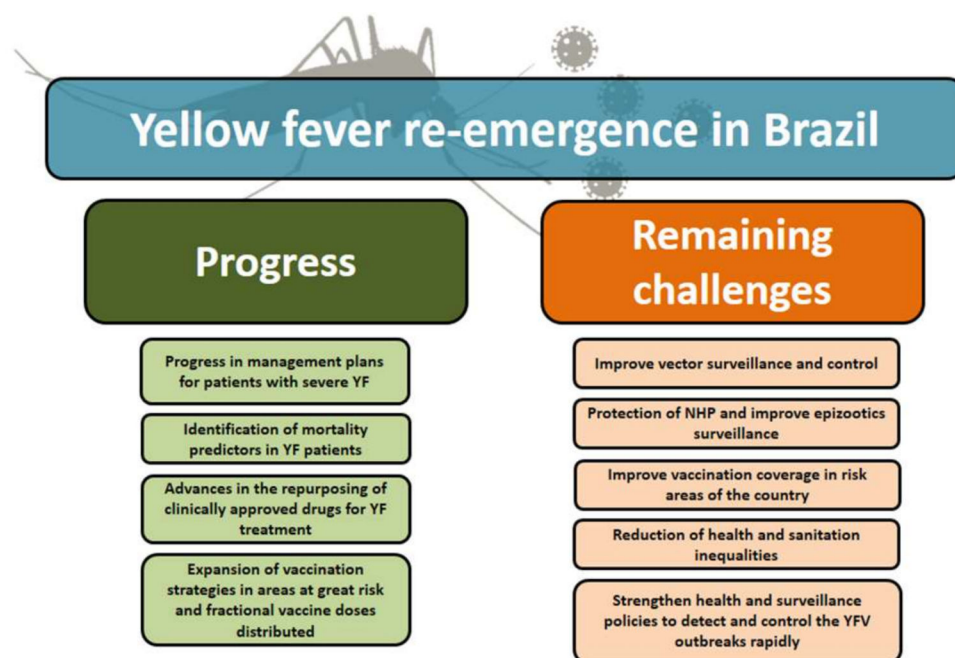 Yellow fever re-emergence in Brazil
Progress
Progress in management plans
for patients with severe YF
Identification of mortality
predictors in YF patients
Advances in the repurposing of
clinically approved drugs for YF
treatment
Expansion of vaccination
strategies in areas at great risk
and fractional vaccine doses
distributed
Remaining
challenges
Improve vector surveillance and control
Protection of NHP and improve epizootics
surveillance
Improve vaccination coverage in risk
areas of the country
Reduction of health and sanitation
inequalities
Strengthen health and surveillance
policies to detect and control the YFV
outbreaks rapidly